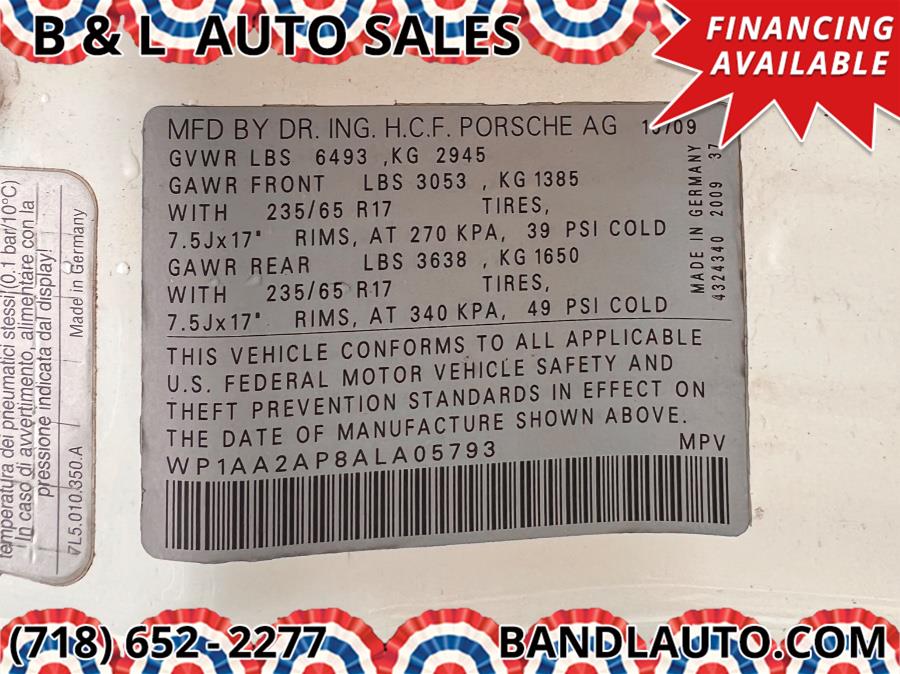 B & L AUTO SALES
FINANCING
AVAILABLE
MFD BY DR. ING. H.C.F. PORSCHE AG
GVWR LBS 6493 ,KG 2945
GAWR FRONT LBS 3053 , KG 1385
WITH 235/65 R17 TIRES,
7.5Jx17" RIMS, AT 270 KPA, 39 PSI COLD
GAWR REAR LBS 3638 , KG 1650
WITH 235/65 R17 TIRES,
7.5Jx17" RIMS, AT 340 KPA, 49 PSI COLD
MADE IN GERMANY
4324340 2009 37
THIS VEHICLE CONFORMS TO ALL APPLICABLE
U.S. FEDERAL MOTOR VEHICLE SAFETY AND
THEFT PREVENTION STANDARDS IN EFFECT ON
THE DATE OF MANUFACTURE SHOWN ABOVE.
WP1AA2AP8ALA05793 MPV
temperatura dei pneumatici stessi (0.1 bar/10°C)
In caso di avvertimento, alimentare con la
pressione indicata dal display!
Made in Germany
7L5.010.350.A
(718) 652-2277
BANDLAUTO.COM